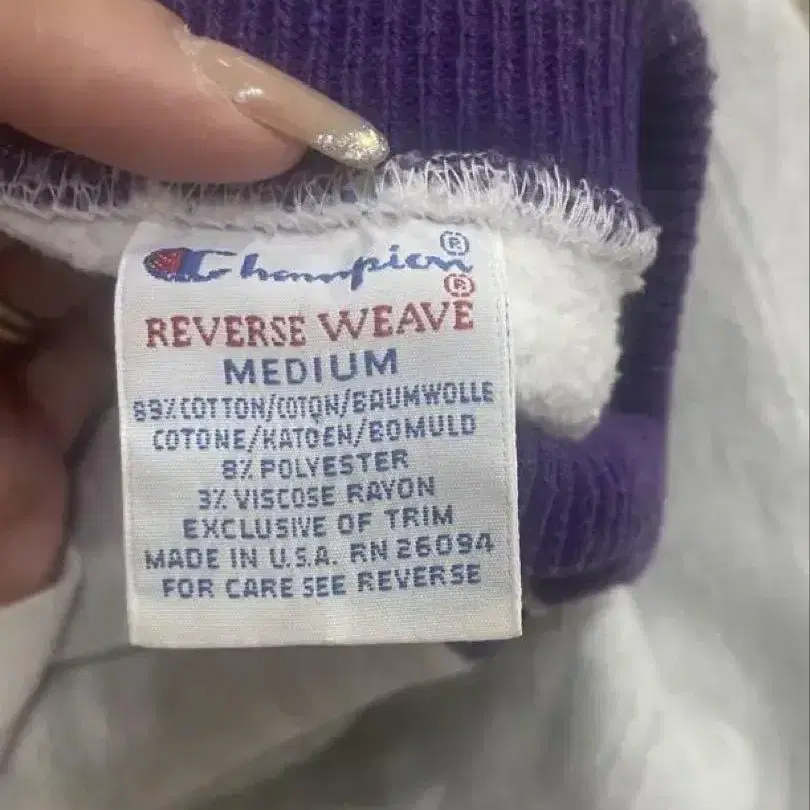 Champion ®
REVERSE WEAVE ®
MEDIUM
89% COTTON/COTON/BAUMWOLLE
COTONE/KATOEN/BOMULD
8% POLYESTER
3% VISCOSE RAYON
EXCLUSIVE OF TRIM
MADE IN U.S.A. RN 26094
FOR CARE SEE REVERSE